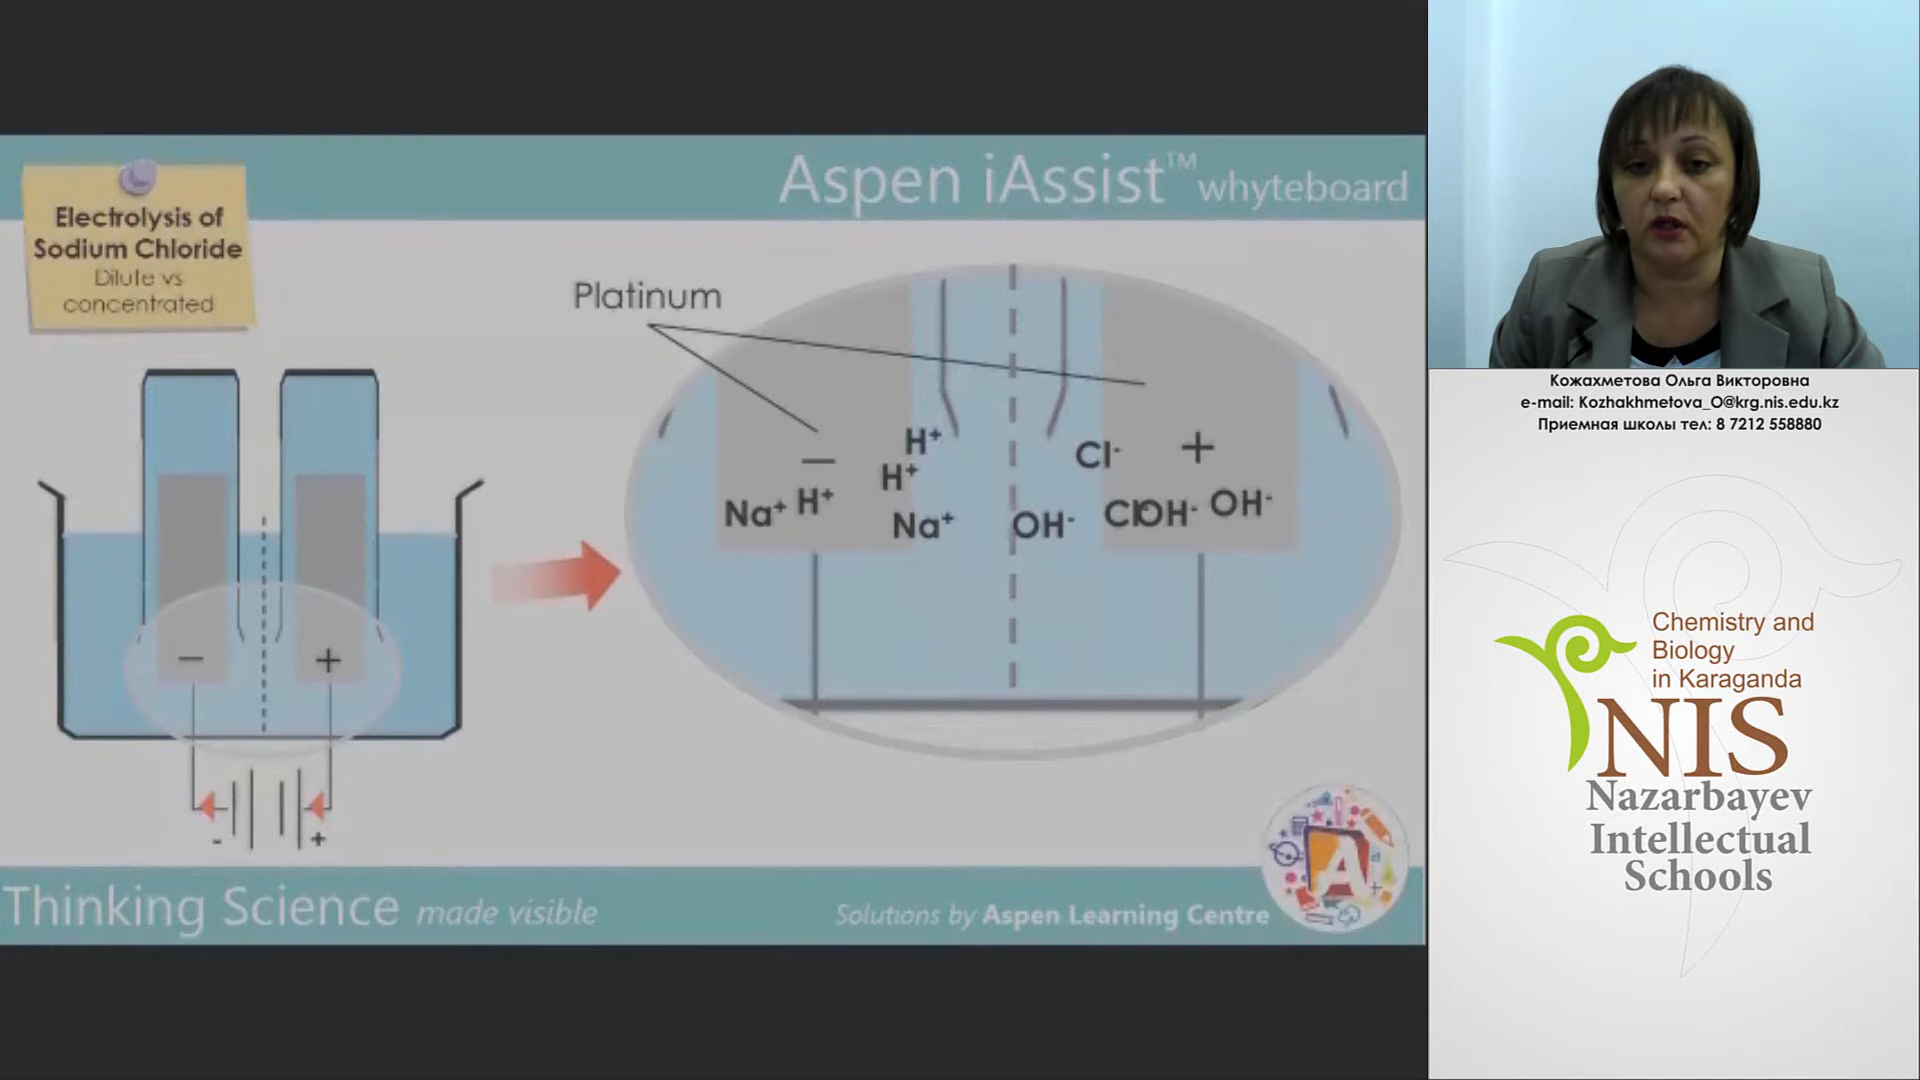 Aspen iAssist™ whyteboard
Electrolysis of
Sodium Chloride
Dilute vs
concentrated
Platinum
H⁺
Cl⁻
+
H⁺
−
Na⁺ H⁺
Cl OH⁻ OH⁻
Na⁺
OH⁻
− +
- +
Thinking Science made visible
Solutions by Aspen Learning Centre
A
Кожахметова Ольга Викторовна
e-mail: Kozhakhmetova_O@krg.nis.edu.kz
Приемная школы тел: 8 7212 558880
Chemistry and
Biology
in Karaganda
NIS
Nazarbayev
Intellectual
Schools